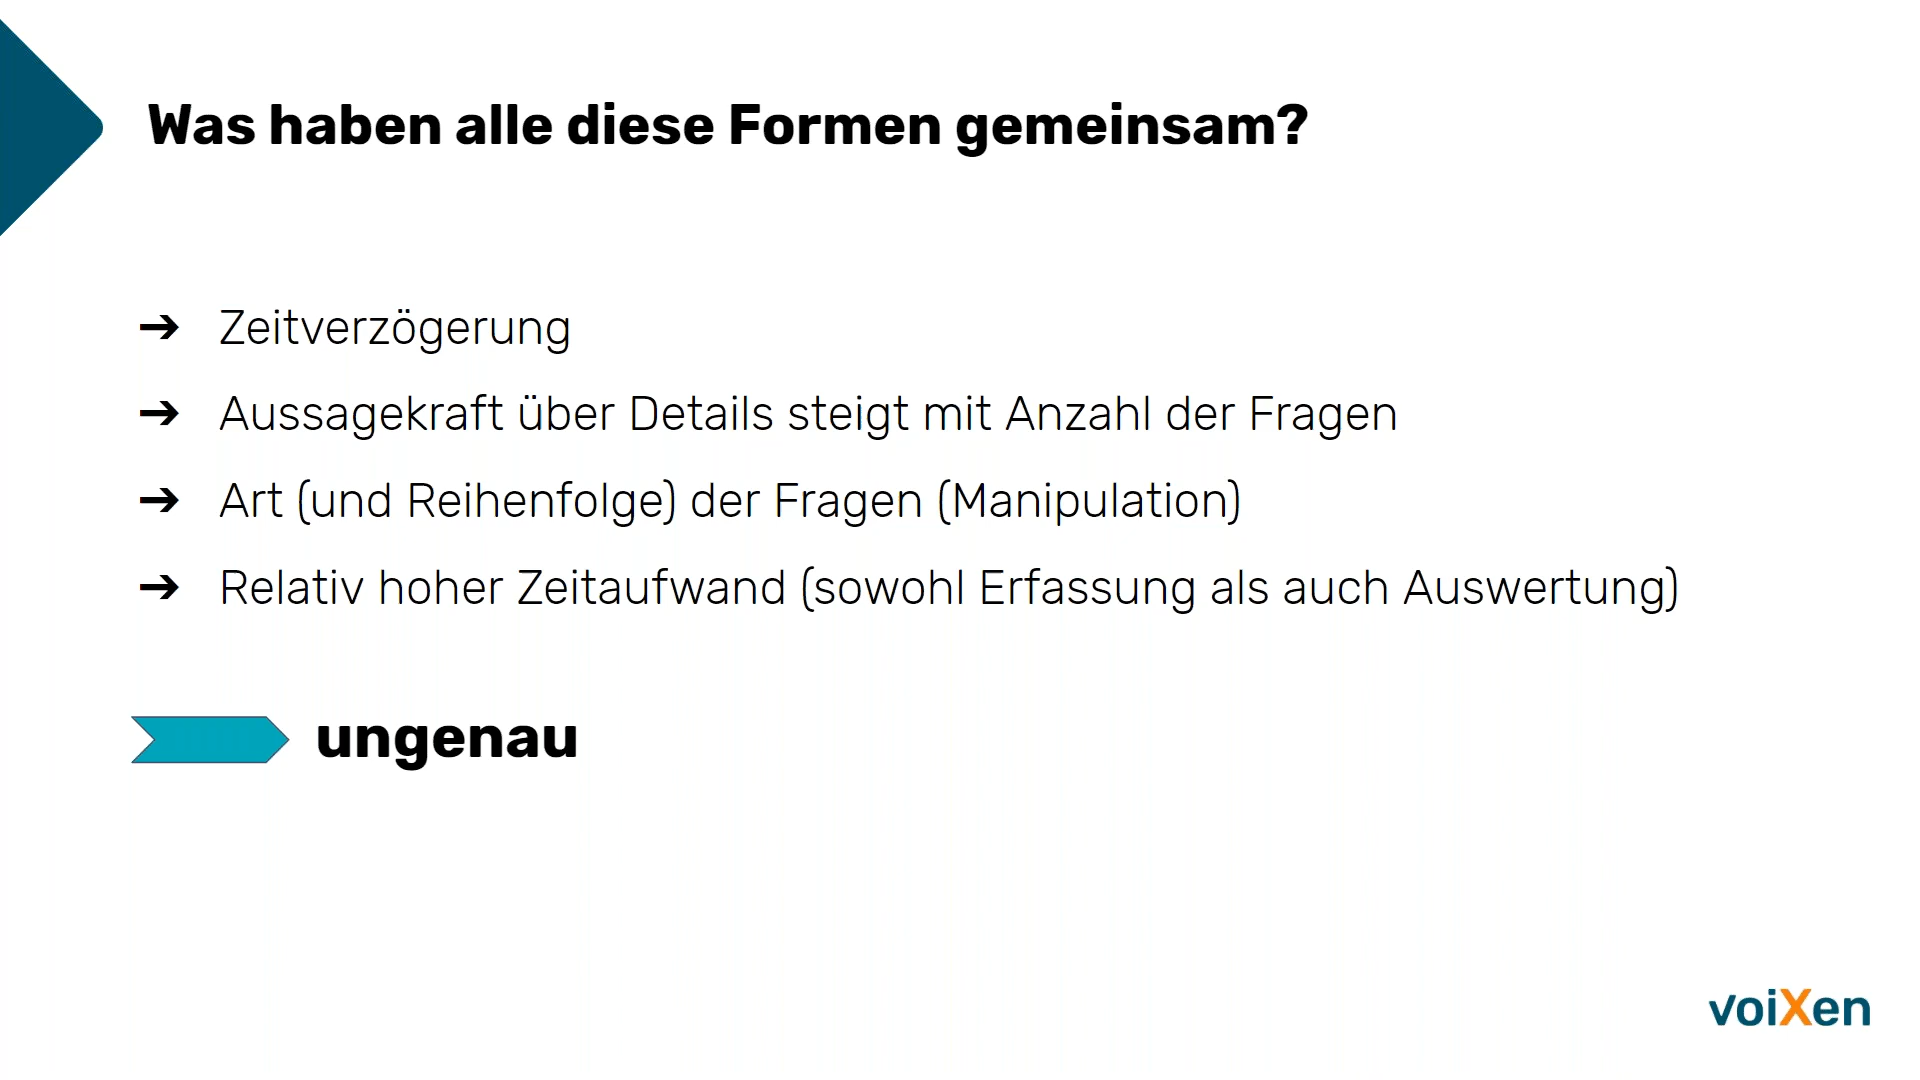 Was haben alle diese Formen gemeinsam?
➔ Zeitverzögerung
➔ Aussagekraft über Details steigt mit Anzahl der Fragen
➔ Art (und Reihenfolge) der Fragen (Manipulation)
➔ Relativ hoher Zeitaufwand (sowohl Erfassung als auch Auswertung)
ungenau
voiXen